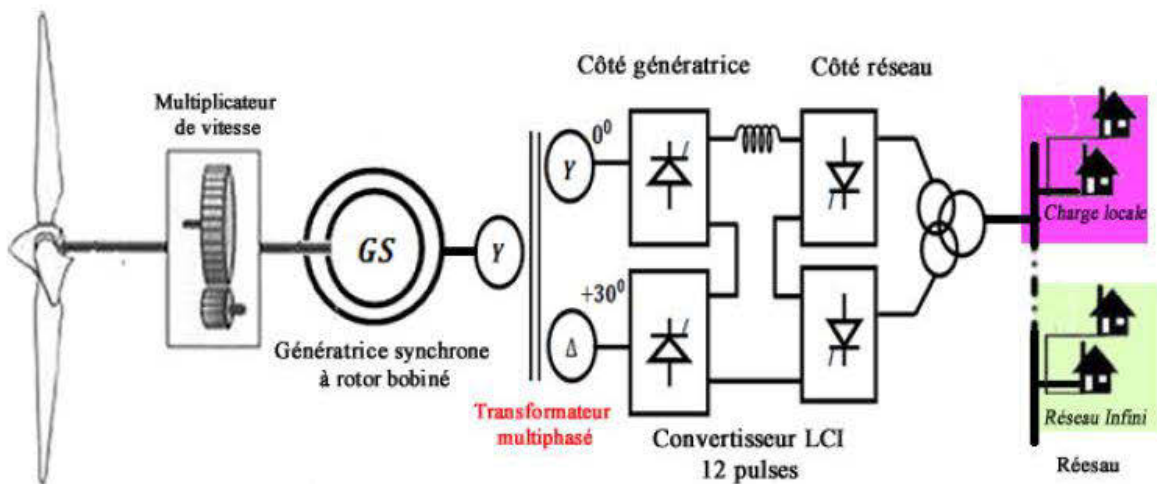 Côté génératrice
Côté réseau
Multiplicateur
de vitesse
0⁰
Y
GS
Y
+30⁰
Δ
Génératrice synchrone
à rotor bobiné
Transformateur
multiphasé
Convertisseur LCI
12 pulses
Charge locale
Réseau Infini
Réesau